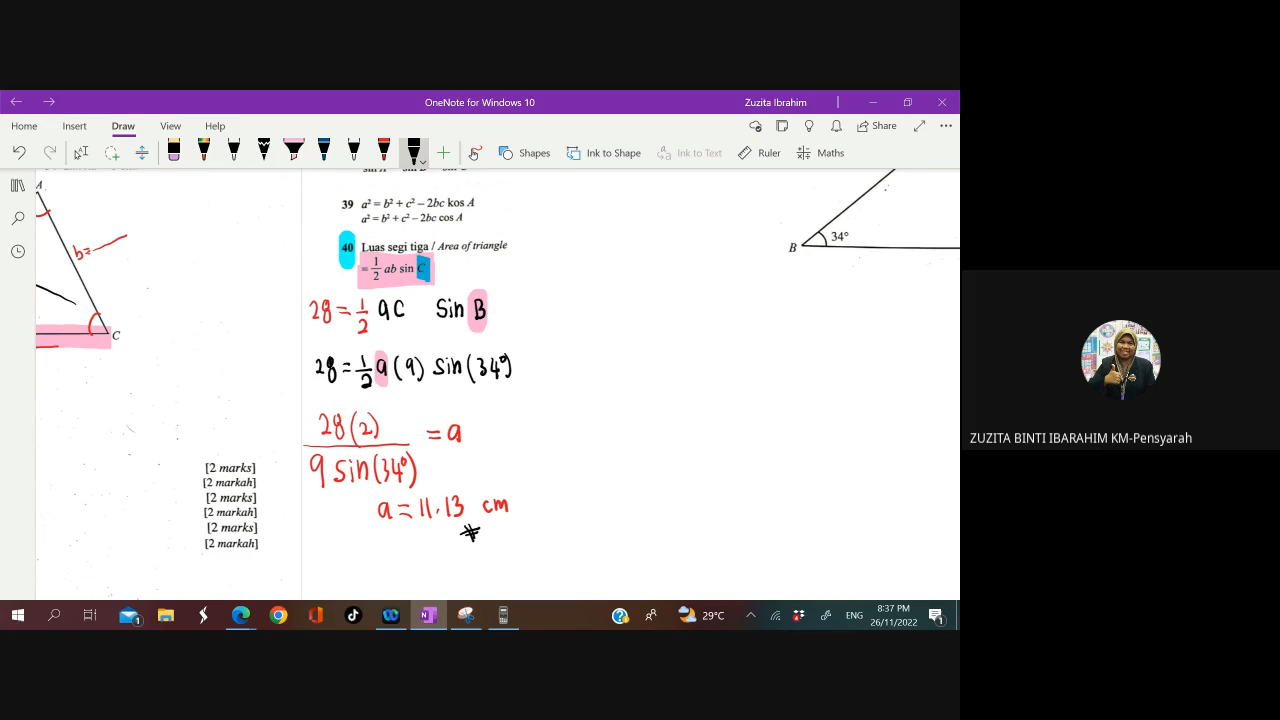 OneNote for Windows 10
Zuzita Ibrahim
Home Insert Draw View Help
Share
Shapes Ink to Shape Ink to Text Ruler Maths
A
b=
C
39 a² = b² + c² – 2bc kos A
a² = b² + c² – 2bc cos A
40 Luas segi tiga / Area of triangle
= 1/2 ab sin C
28 = 1/2 ac sin B
28 = 1/2 a (9) sin (34°)
28(2) / 9 sin(34°) = a
a = 11.13 cm
B 34°
[2 marks]
[2 markah]
[2 marks]
[2 markah]
[2 marks]
[2 markah]
ZUZITA BINTI IBARAHIM KM-Pensyarah
29°C
ENG
8:37 PM
26/11/2022